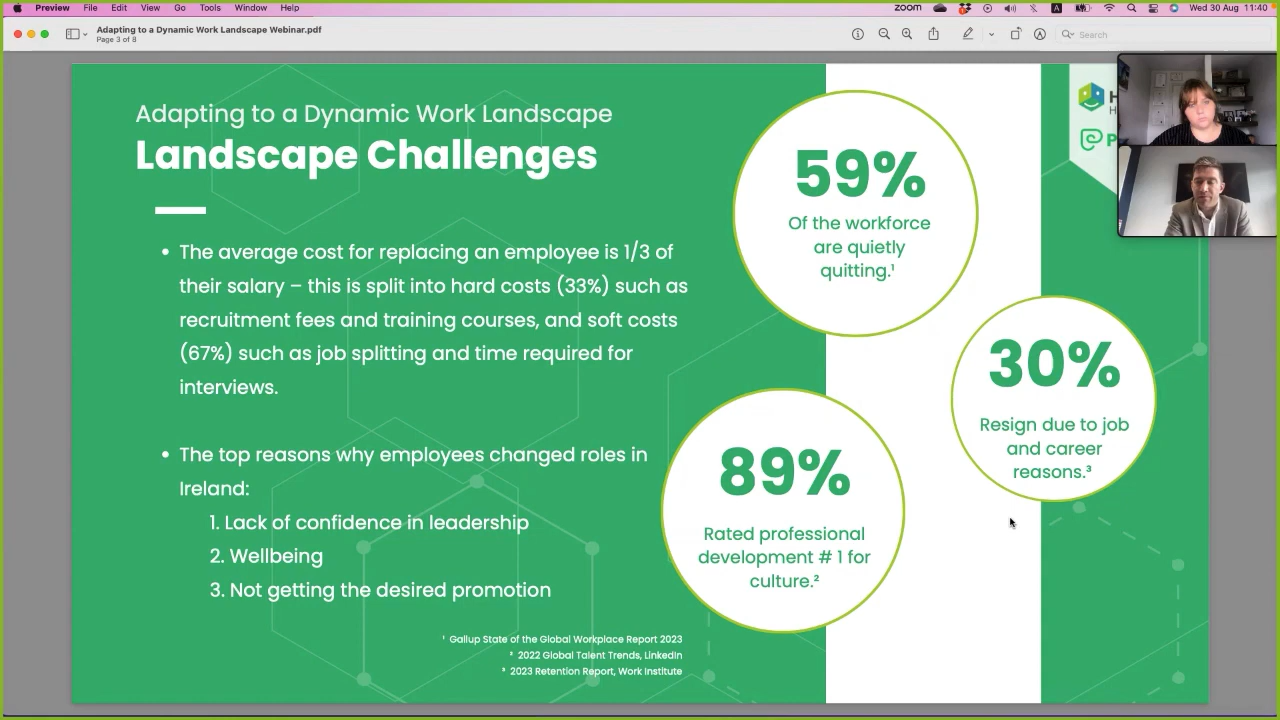 Preview File Edit View Go Tools Window Help
zoom
Wed 30 Aug 11:40
Adapting to a Dynamic Work Landscape Webinar.pdf
Page 3 of 8
Search
Adapting to a Dynamic Work Landscape
Landscape Challenges
• The average cost for replacing an employee is 1/3 of
their salary – this is split into hard costs (33%) such as
recruitment fees and training courses, and soft costs
(67%) such as job splitting and time required for
interviews.
• The top reasons why employees changed roles in
Ireland:
1. Lack of confidence in leadership
2. Wellbeing
3. Not getting the desired promotion
¹ Gallup State of the Global Workplace Report 2023
² 2022 Global Talent Trends, LinkedIn
³ 2023 Retention Report, Work Institute
59%
Of the workforce
are quietly
quitting.¹
30%
Resign due to job
and career
reasons.³
89%
Rated professional
development # 1 for
culture.²